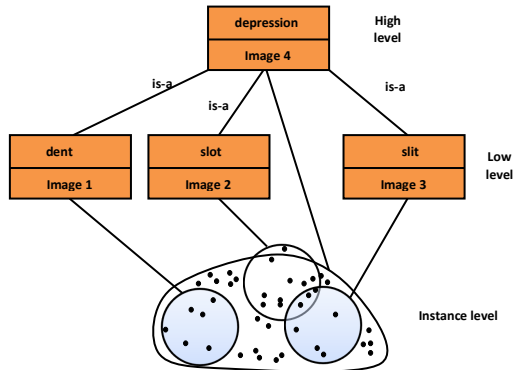 depression
Image 4
High
level
is-a
is-a
is-a
dent
Image 1
slot
Image 2
slit
Image 3
Low
level
Instance level